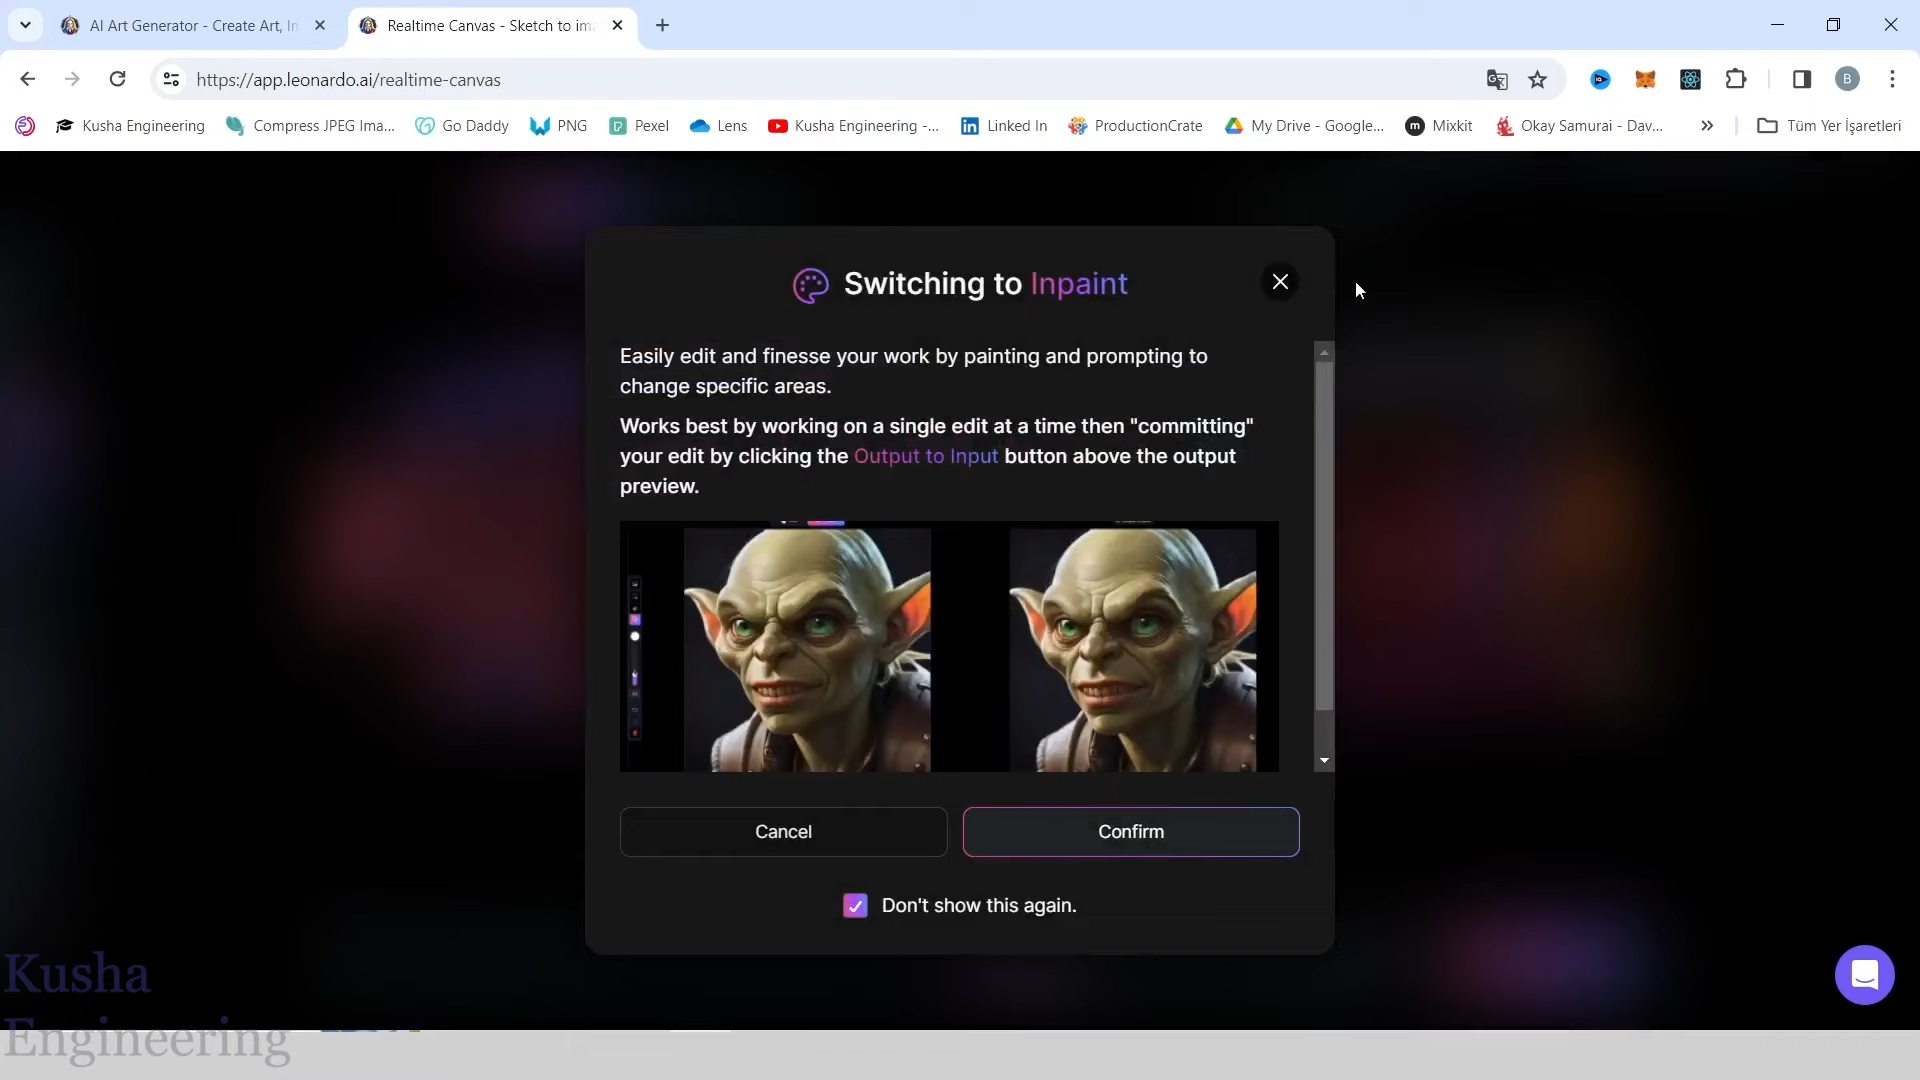 AI Art Generator - Create Art, Im
Realtime Canvas - Sketch to ima
https://app.leonardo.ai/realtime-canvas
B
Kusha Engineering
Compress JPEG Ima...
Go Daddy
PNG
Pexel
Lens
Kusha Engineering -...
Linked In
ProductionCrate
My Drive - Google...
Mixkit
Okay Samurai - Dav...
Tüm Yer İşaretleri
Switching to Inpaint
Easily edit and finesse your work by painting and prompting to
change specific areas.
Works best by working on a single edit at a time then "committing"
your edit by clicking the Output to Input button above the output
preview.
Cancel
Confirm
Don't show this again.
Kusha
Engineering